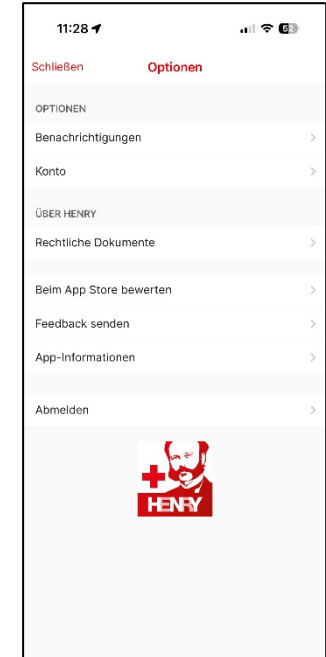 11:28
Schließen Optionen
OPTIONEN
Benachrichtigungen
Konto
ÜBER HENRY
Rechtliche Dokumente
Beim App Store bewerten
Feedback senden
App-Informationen
Abmelden
HENRY